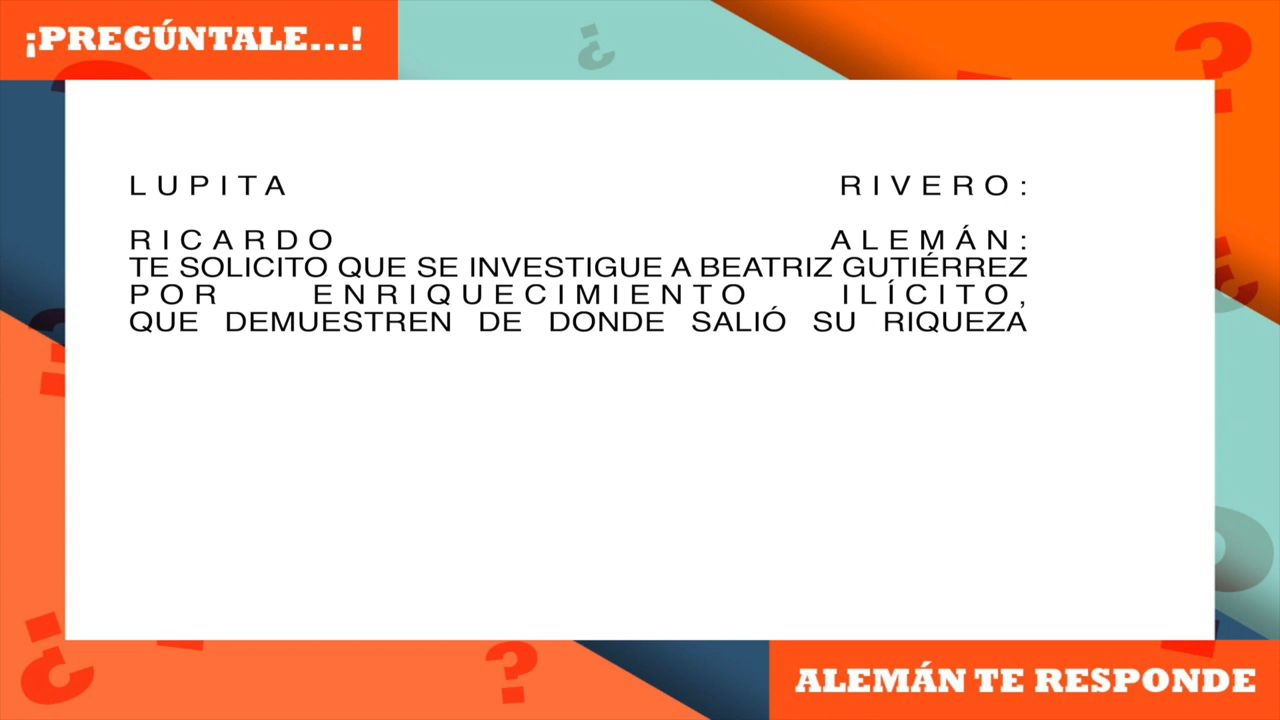 ¡PREGÚNTALE...!
LUPITA RIVERO:
RICARDO ALEMÁN:
TE SOLICITO QUE SE INVESTIGUE A BEATRIZ GUTIÉRREZ
POR ENRIQUECIMIENTO ILÍCITO,
QUE DEMUESTREN DE DONDE SALIÓ SU RIQUEZA
ALEMÁN TE RESPONDE